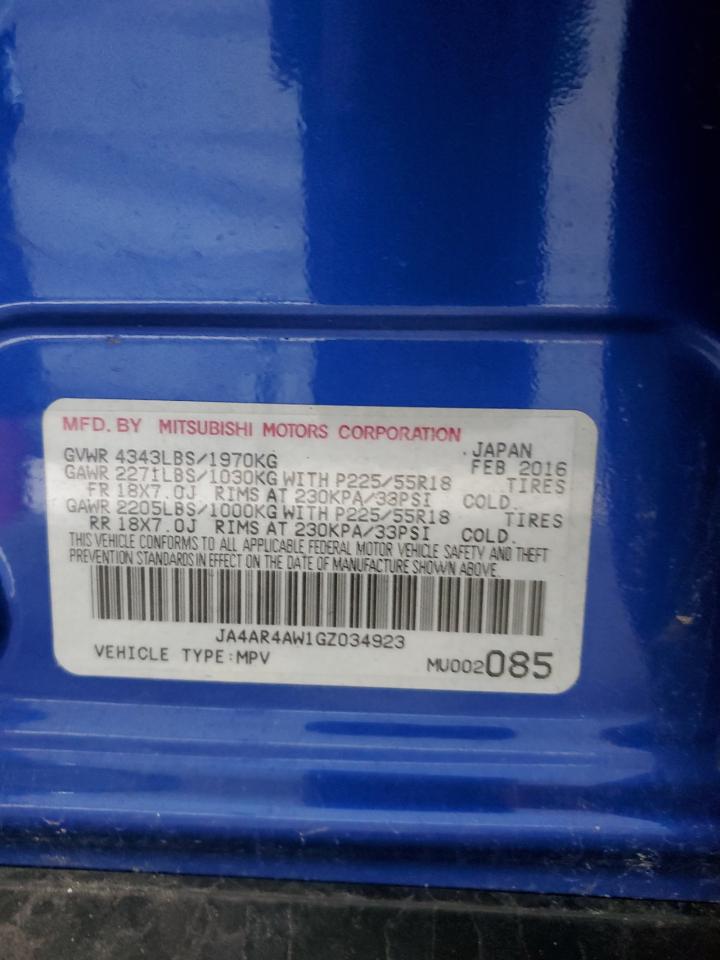 MFD. BY MITSUBISHI MOTORS CORPORATION JAPAN
GVWR 4343LBS/1970KG FEB 2016
GAWR 2271LBS/1030KG WITH P225/55R18 TIRES
FR 18X7.0J RIMS AT 230KPA/33PSI COLD.
GAWR 2205LBS/1000KG WITH P225/55R18 TIRES
RR 18X7.0J RIMS AT 230KPA/33PSI COLD.
THIS VEHICLE CONFORMS TO ALL APPLICABLE FEDERAL MOTOR VEHICLE SAFETY AND THEFT
PREVENTION STANDARDS IN EFFECT ON THE DATE OF MANUFACTURE SHOWN ABOVE.
JA4AR4AW1GZ034923
VEHICLE TYPE:MPV MU002085